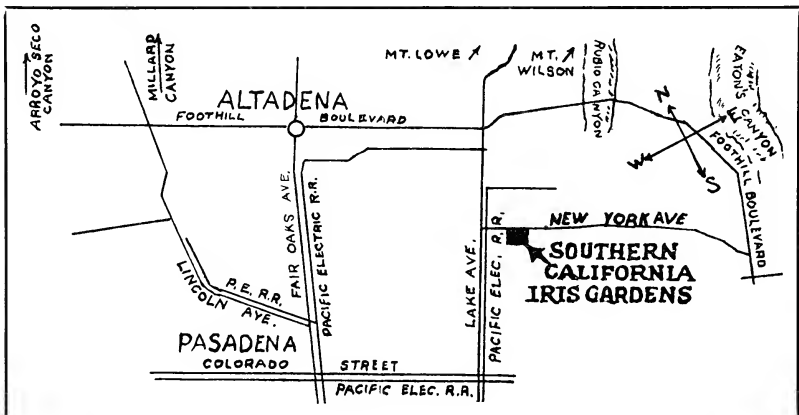 ARROYO SECO
CANYON
MILLARD
CANYON
ALTADENA
FOOTHILL BOULEVARD
MT. LOWE
MT.
WILSON
RUBIO CANYON
EATON'S CANYON
N
E
W
S
FOOTHILL BOULEVARD
FAIR OAKS AVE.
PACIFIC ELECTRIC R.R.
P.E. R.R.
LINCOLN AVE.
LAKE AVE.
PACIFIC ELEC. R.R.
NEW YORK AVE
SOUTHERN
CALIFORNIA
IRIS GARDENS
PASADENA
COLORADO STREET
PACIFIC ELEC. R.R.